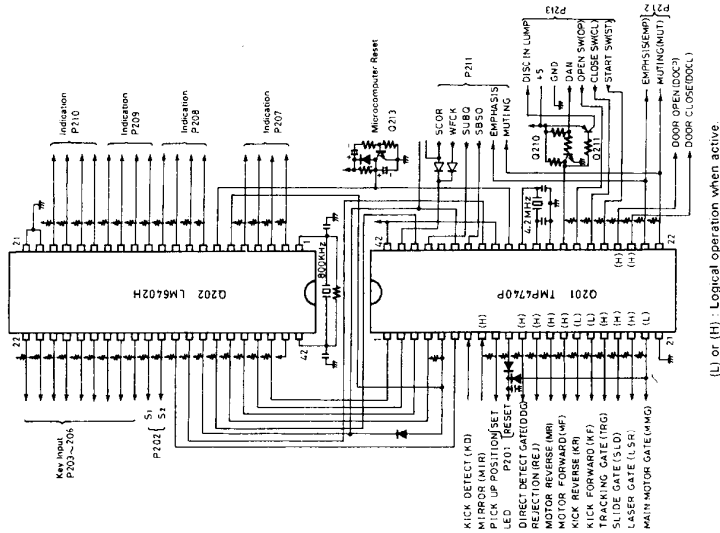 Indication
P210
Indication
P209
Indication
P208
Indication
P207
Microcomputer Reset
Q213
P211
SCOR
WFCK
SUBQ
SBSO
EMPHASIS
MUTING
P213
DISC IN LUMP
+5
GND
DAN
OPEN SW(OP)
CLOSE SW(CL)
START SW(ST)
P212
EMPHSIS(EMP)
MUTING(MUT)
DOOR OPEN(DOCP)
DOOR CLOSE(DOCL)
Q210
Q211
4.2MHz
21
1
42
22
(H)
(H)
Q202 LM6402H
800KHz
Q201 TMP4740P
22
42
1
21
(H)
(H)
(H)
(H)
(H)
(L)
(L)
(H)
(H)
(H)
(L)
Key Input
P203~206
P202
S1
S2
KICK DETECT (KD)
MIRROR (MIR)
PICK UP POSITION SET
LED P201 RESET
DIRECT DETECT GATE(DDG)
REJECTION (REJ)
MOTOR REVERSE (MR)
MOTOR FORWARD (MF)
KICK REVERSE (KR)
KICK FORWARD (KF)
TRACKING GATE (TRG)
SLIDE GATE (SLD)
LASER GATE (LSR)
MAIN MOTOR GATE(MMG)
(L) or (H) : Logical operation when active.